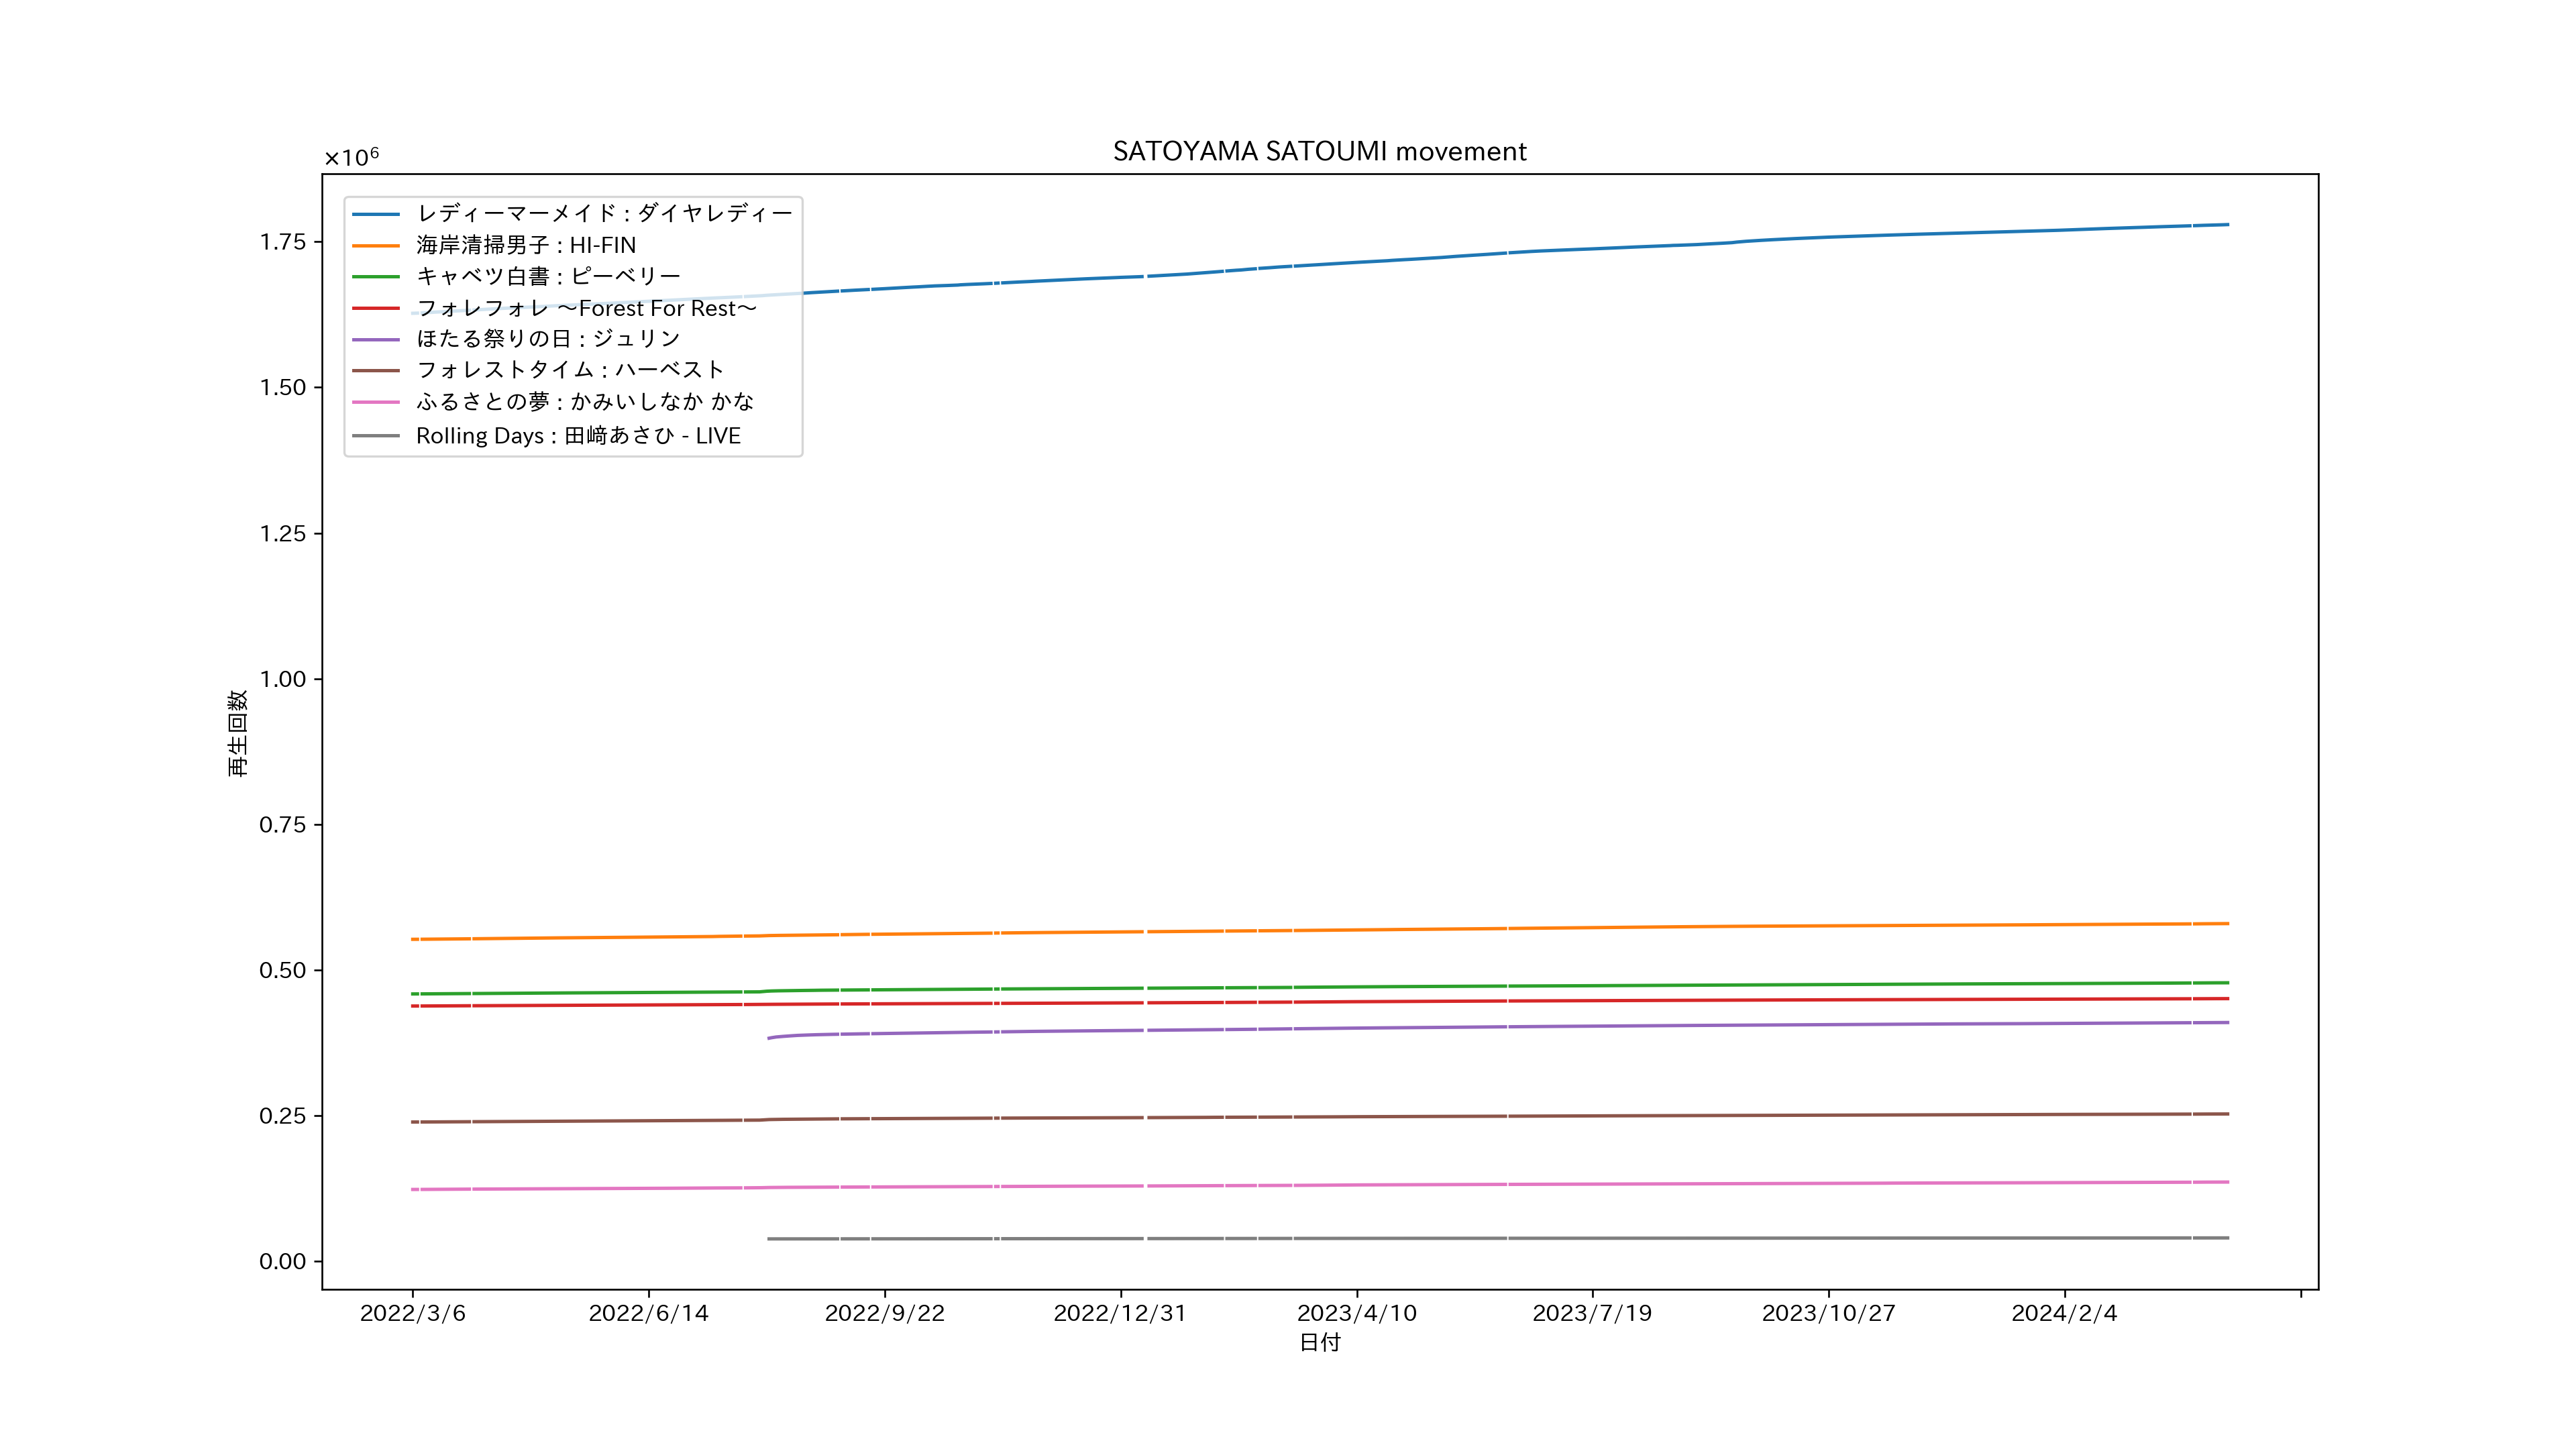 SATOYAMA SATOUMI movement
×10⁶
レディーマーメイド : ダイヤレディー
海岸清掃男子 : HI-FIN
キャベツ白書 : ピーベリー
フォレフォレ 〜Forest For Rest〜
ほたる祭りの日 : ジュリン
フォレストタイム : ハーベスト
ふるさとの夢 : かみいしなか かな
Rolling Days : 田﨑あさひ - LIVE
1.75
1.50
1.25
1.00
0.75
0.50
0.25
0.00
再生回数
2022/3/6 2022/6/14 2022/9/22 2022/12/31 2023/4/10 2023/7/19 2023/10/27 2024/2/4
日付